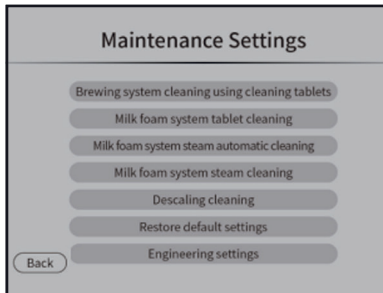 Maintenance Settings
Brewing system cleaning using cleaning tablets
Milk foam system tablet cleaning
Milk foam system steam automatic cleaning
Milk foam system steam cleaning
Descaling cleaning
Restore default settings
Engineering settings
Back